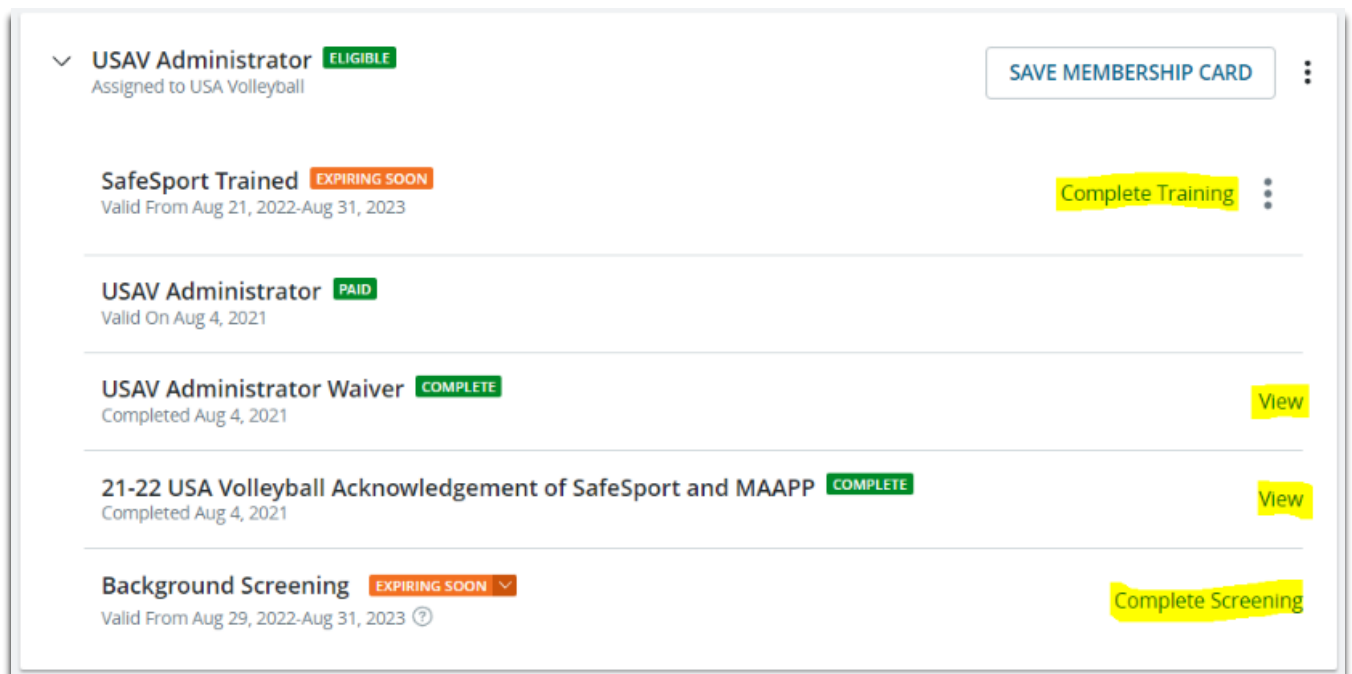 USAV Administrator ELIGIBLE
Assigned to USA Volleyball
SAVE MEMBERSHIP CARD
SafeSport Trained EXPIRING SOON
Valid From Aug 21, 2022-Aug 31, 2023
Complete Training
USAV Administrator PAID
Valid On Aug 4, 2021
USAV Administrator Waiver COMPLETE
Completed Aug 4, 2021
View
21-22 USA Volleyball Acknowledgement of SafeSport and MAAPP COMPLETE
Completed Aug 4, 2021
View
Background Screening EXPIRING SOON
Valid From Aug 29, 2022-Aug 31, 2023 ?
Complete Screening